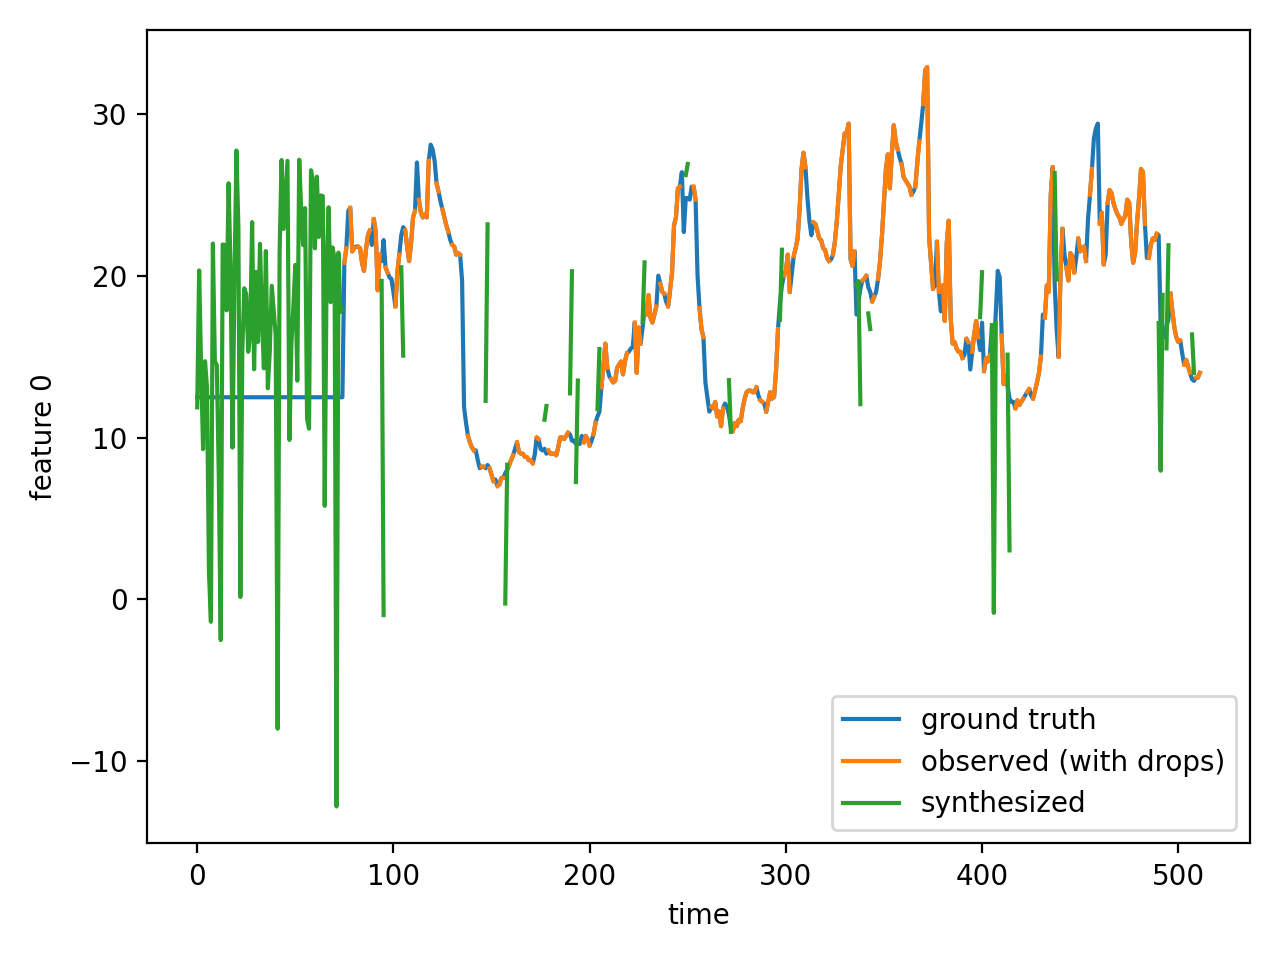 30
20
10
0
−10
feature 0
0 100 200 300 400 500
time
ground truth
observed (with drops)
synthesized